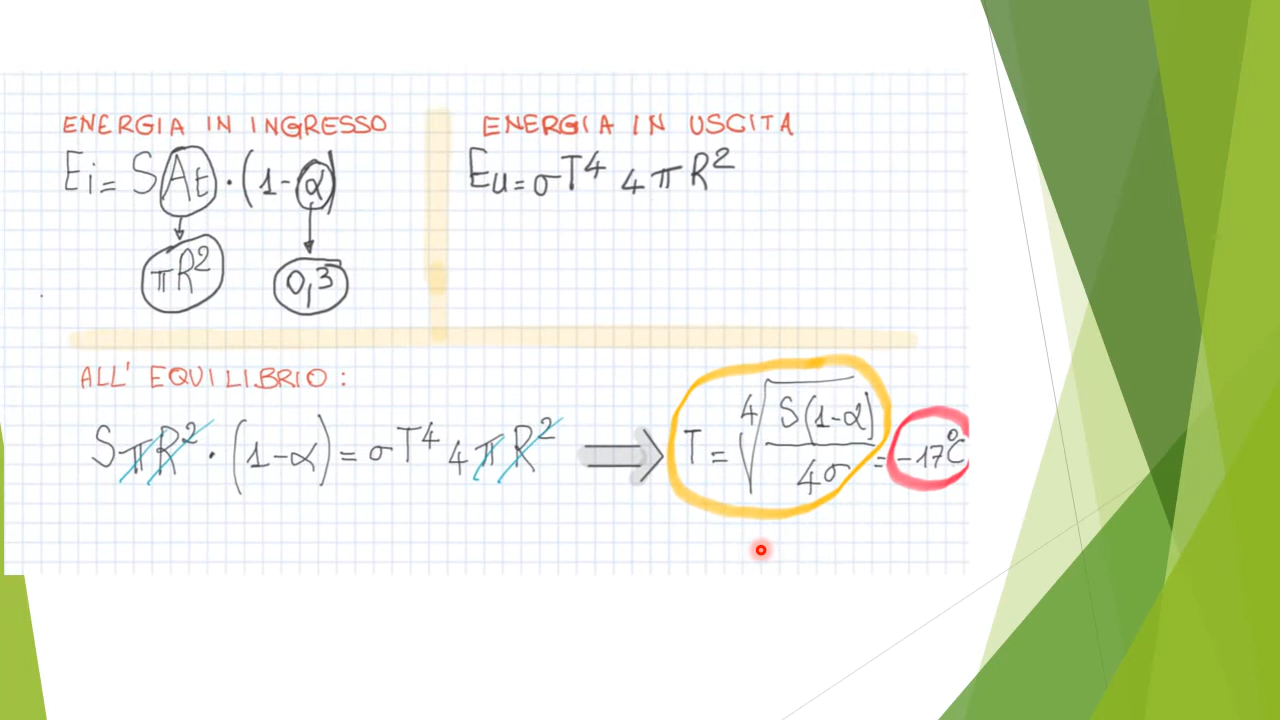 ENERGIA IN INGRESSO
Ei = SAt · (1-α)
πR²
0,3
ENERGIA IN USCITA
Eu = σT⁴ 4πR²
ALL' EQUILIBRIO:
SπR² · (1-α) = σT⁴ 4πR² ⟹ T = ⁴√(S(1-α)/4σ) = -17°C